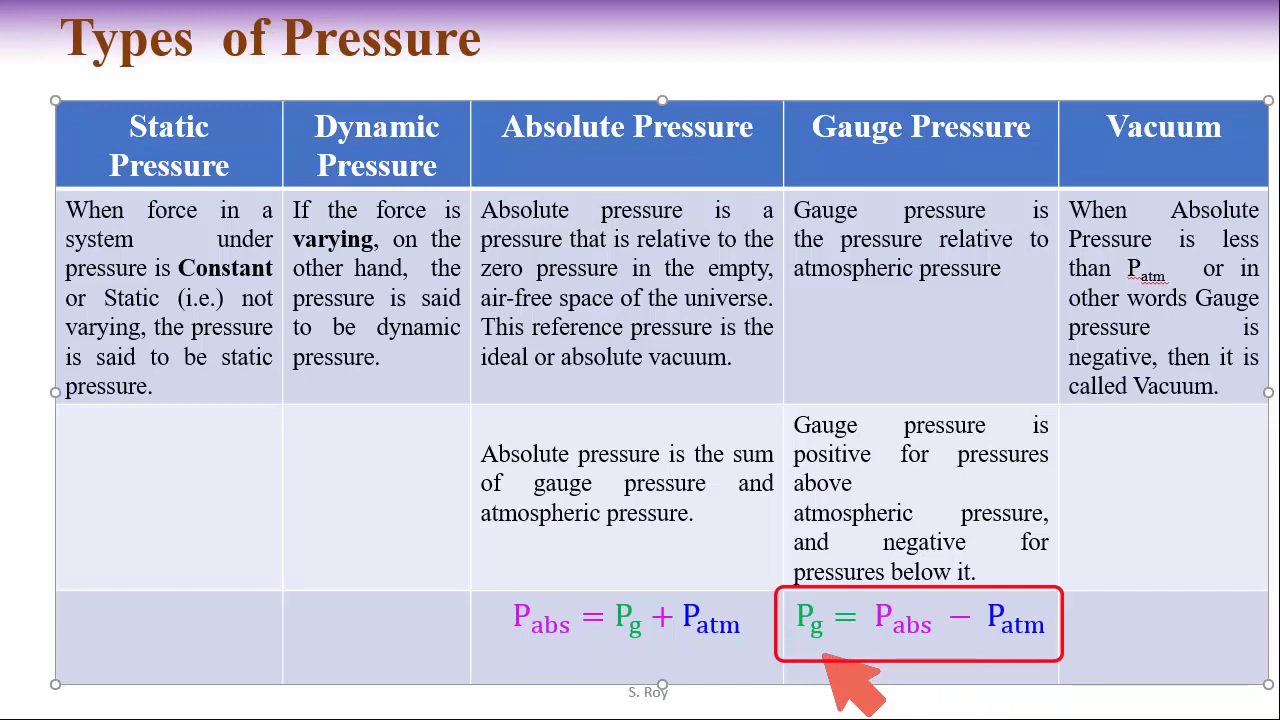 Types of Pressure
Static
Pressure
Dynamic
Pressure
Absolute Pressure
Gauge Pressure
Vacuum
When force in a
system under
pressure is Constant
or Static (i.e.) not
varying, the pressure
is said to be static
pressure.
If the force is
varying, on the
other hand, the
pressure is said
to be dynamic
pressure.
Absolute pressure is a
pressure that is relative to the
zero pressure in the empty,
air-free space of the universe.
This reference pressure is the
ideal or absolute vacuum.
Gauge pressure is
the pressure relative to
atmospheric pressure
When Absolute
Pressure is less
than Patm or in
other words Gauge
pressure is
negative, then it is
called Vacuum.
Absolute pressure is the sum
of gauge pressure and
atmospheric pressure.
Gauge pressure is
positive for pressures
above
atmospheric pressure,
and negative for
pressures below it.
Pabs = Pg + Patm
Pg = Pabs − Patm
S. Roy